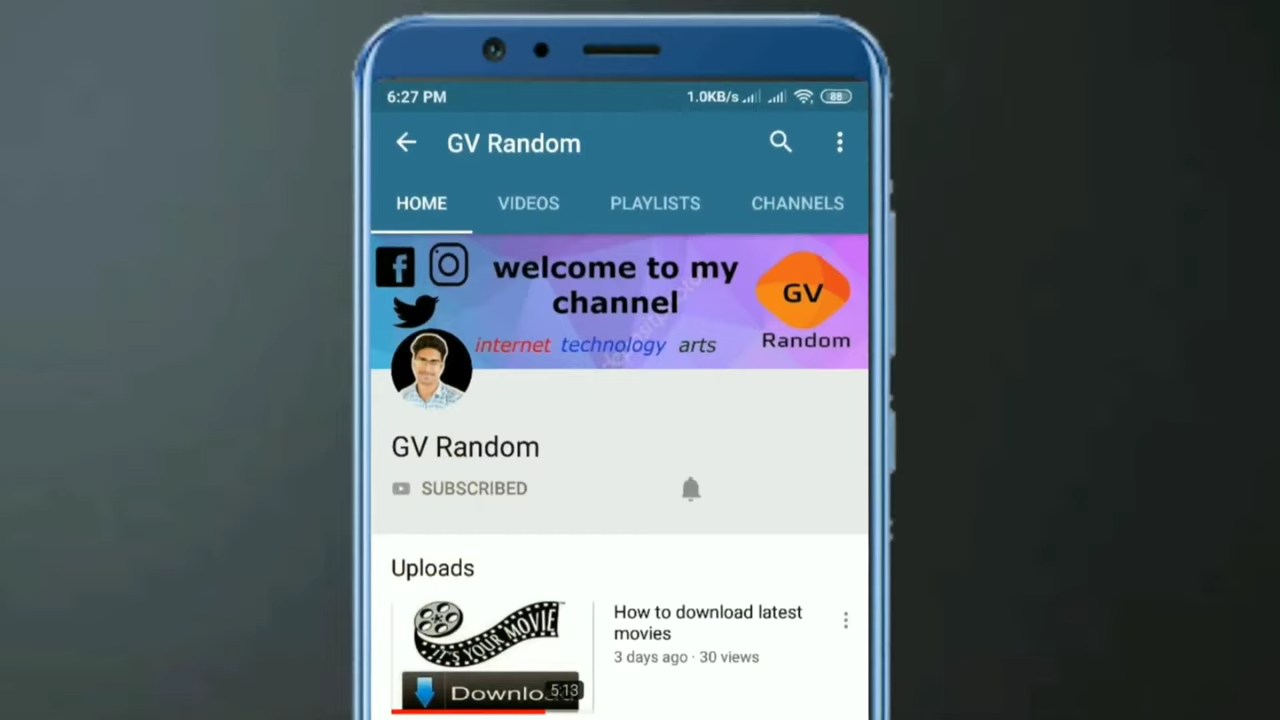 6:27 PM
1.0KB/s
88
GV Random
HOME
VIDEOS
PLAYLISTS
CHANNELS
welcome to my
channel
GV
Random
internet technology arts
GV Random
SUBSCRIBED
Uploads
IT'S YOUR MOVIE
5:13
How to download latest
movies
3 days ago · 30 views